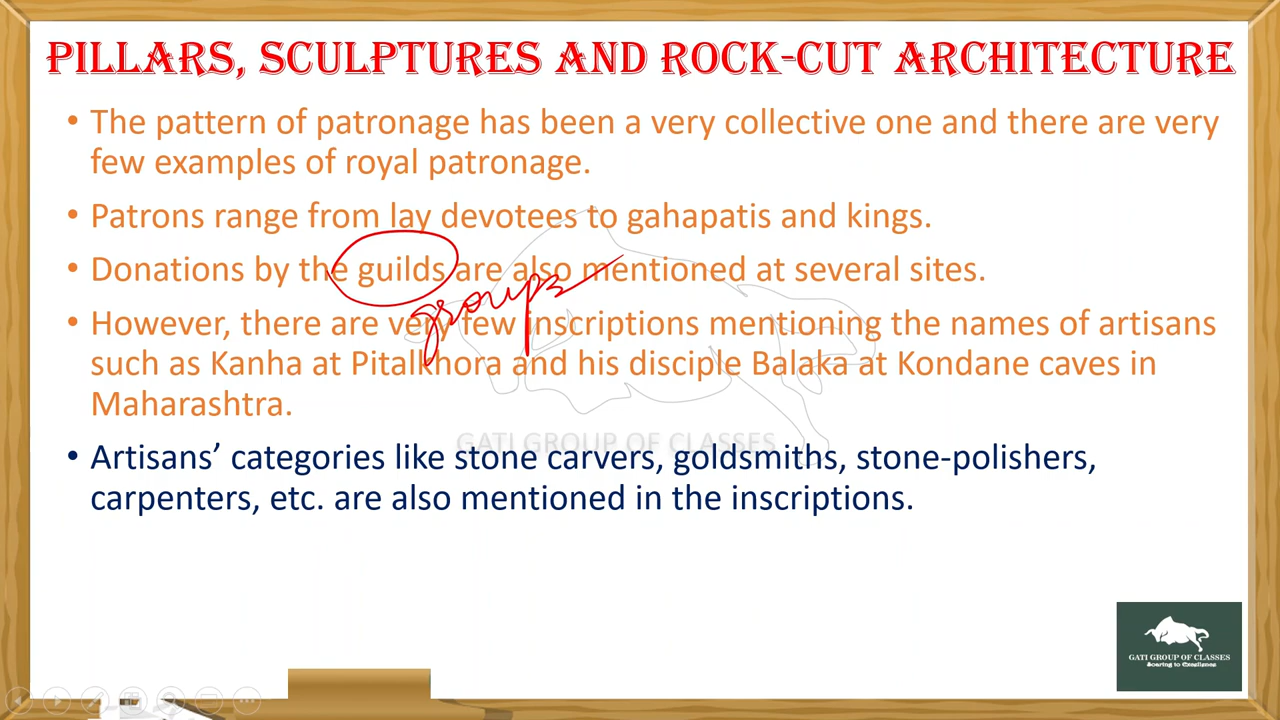 PILLARS, SCULPTURES AND ROCK-CUT ARCHITECTURE
• The pattern of patronage has been a very collective one and there are very
few examples of royal patronage.
• Patrons range from lay devotees to gahapatis and kings.
• Donations by the guilds are also mentioned at several sites.
groups
• However, there are very few inscriptions mentioning the names of artisans
such as Kanha at Pitalkhora and his disciple Balaka at Kondane caves in
Maharashtra.
GATI GROUP OF CLASSES
• Artisans’ categories like stone carvers, goldsmiths, stone-polishers,
carpenters, etc. are also mentioned in the inscriptions.
GATI GROUP OF CLASSES
Soaring to Excellence